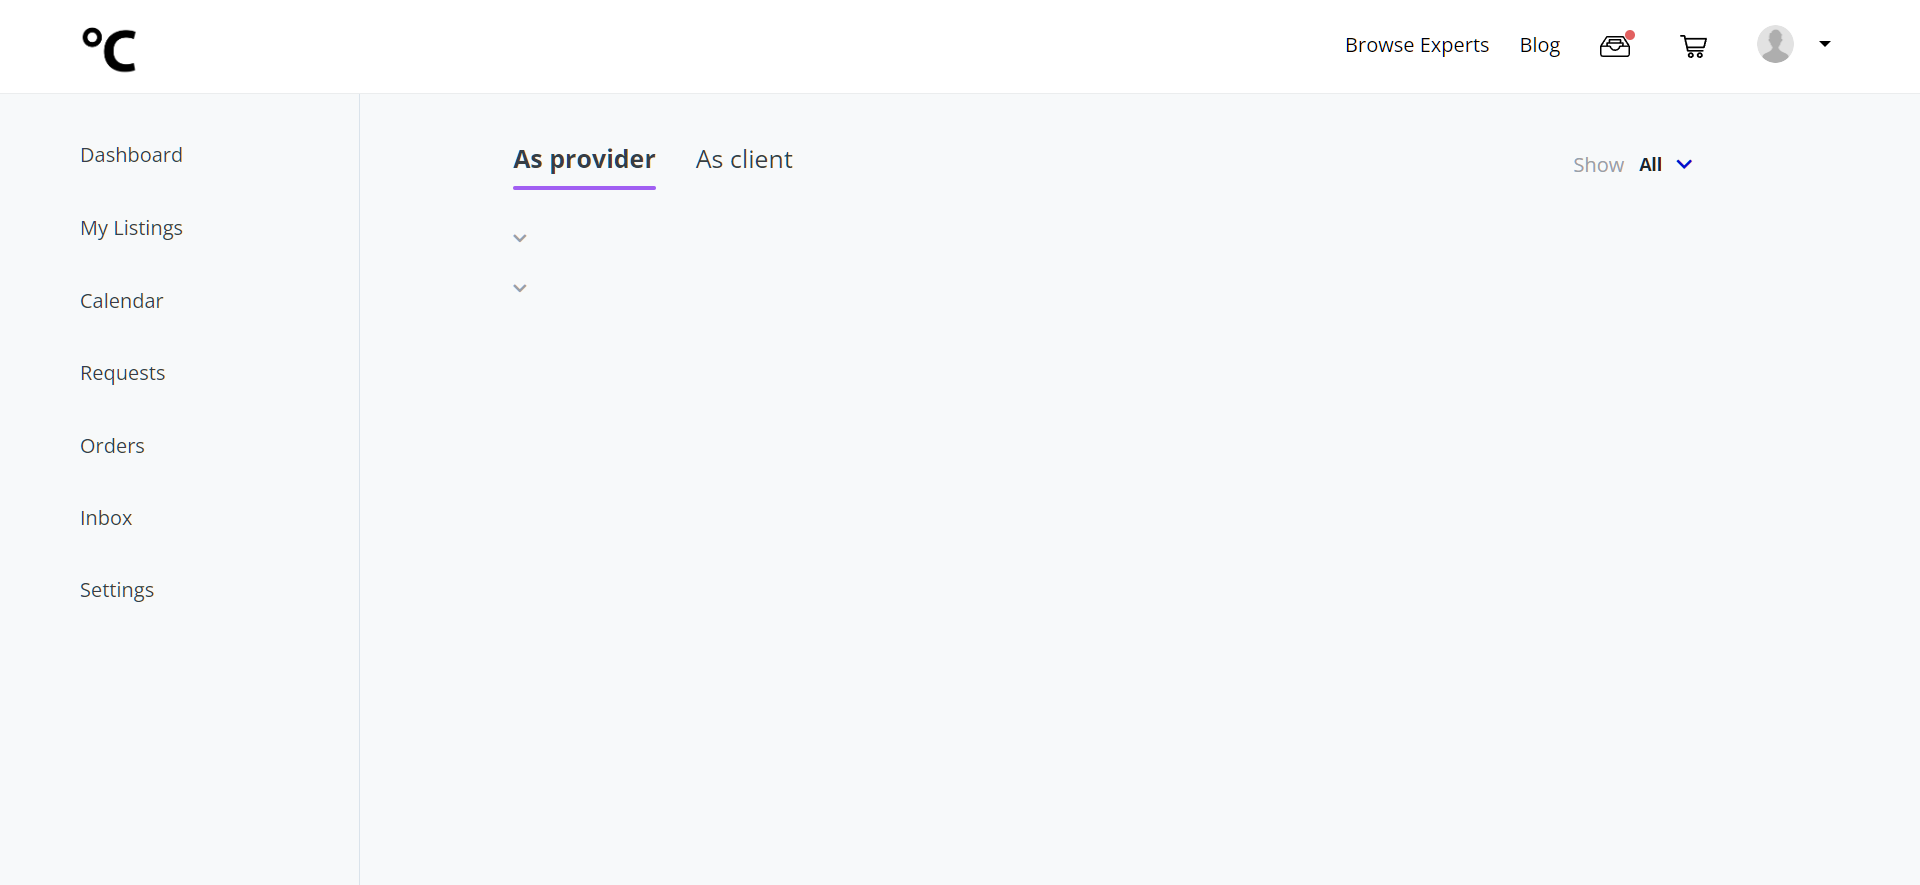 °C
Browse Experts
Blog
Dashboard
My Listings
Calendar
Requests
Orders
Inbox
Settings
As provider
As client
Show All